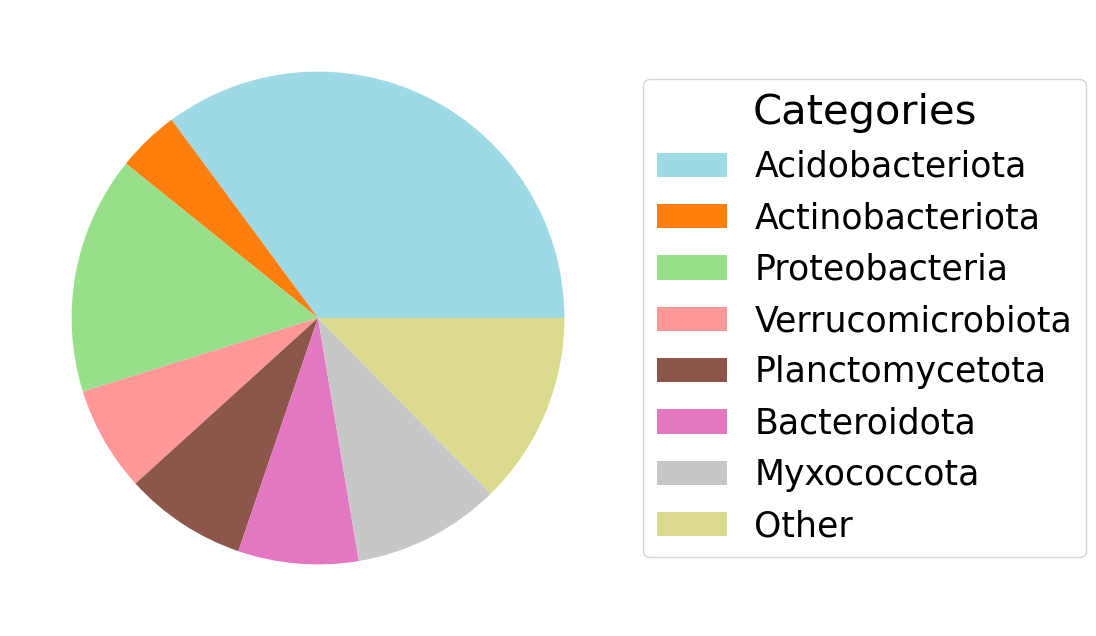 Categories
Acidobacteriota
Actinobacteriota
Proteobacteria
Verrucomicrobiota
Planctomycetota
Bacteroidota
Myxococcota
Other